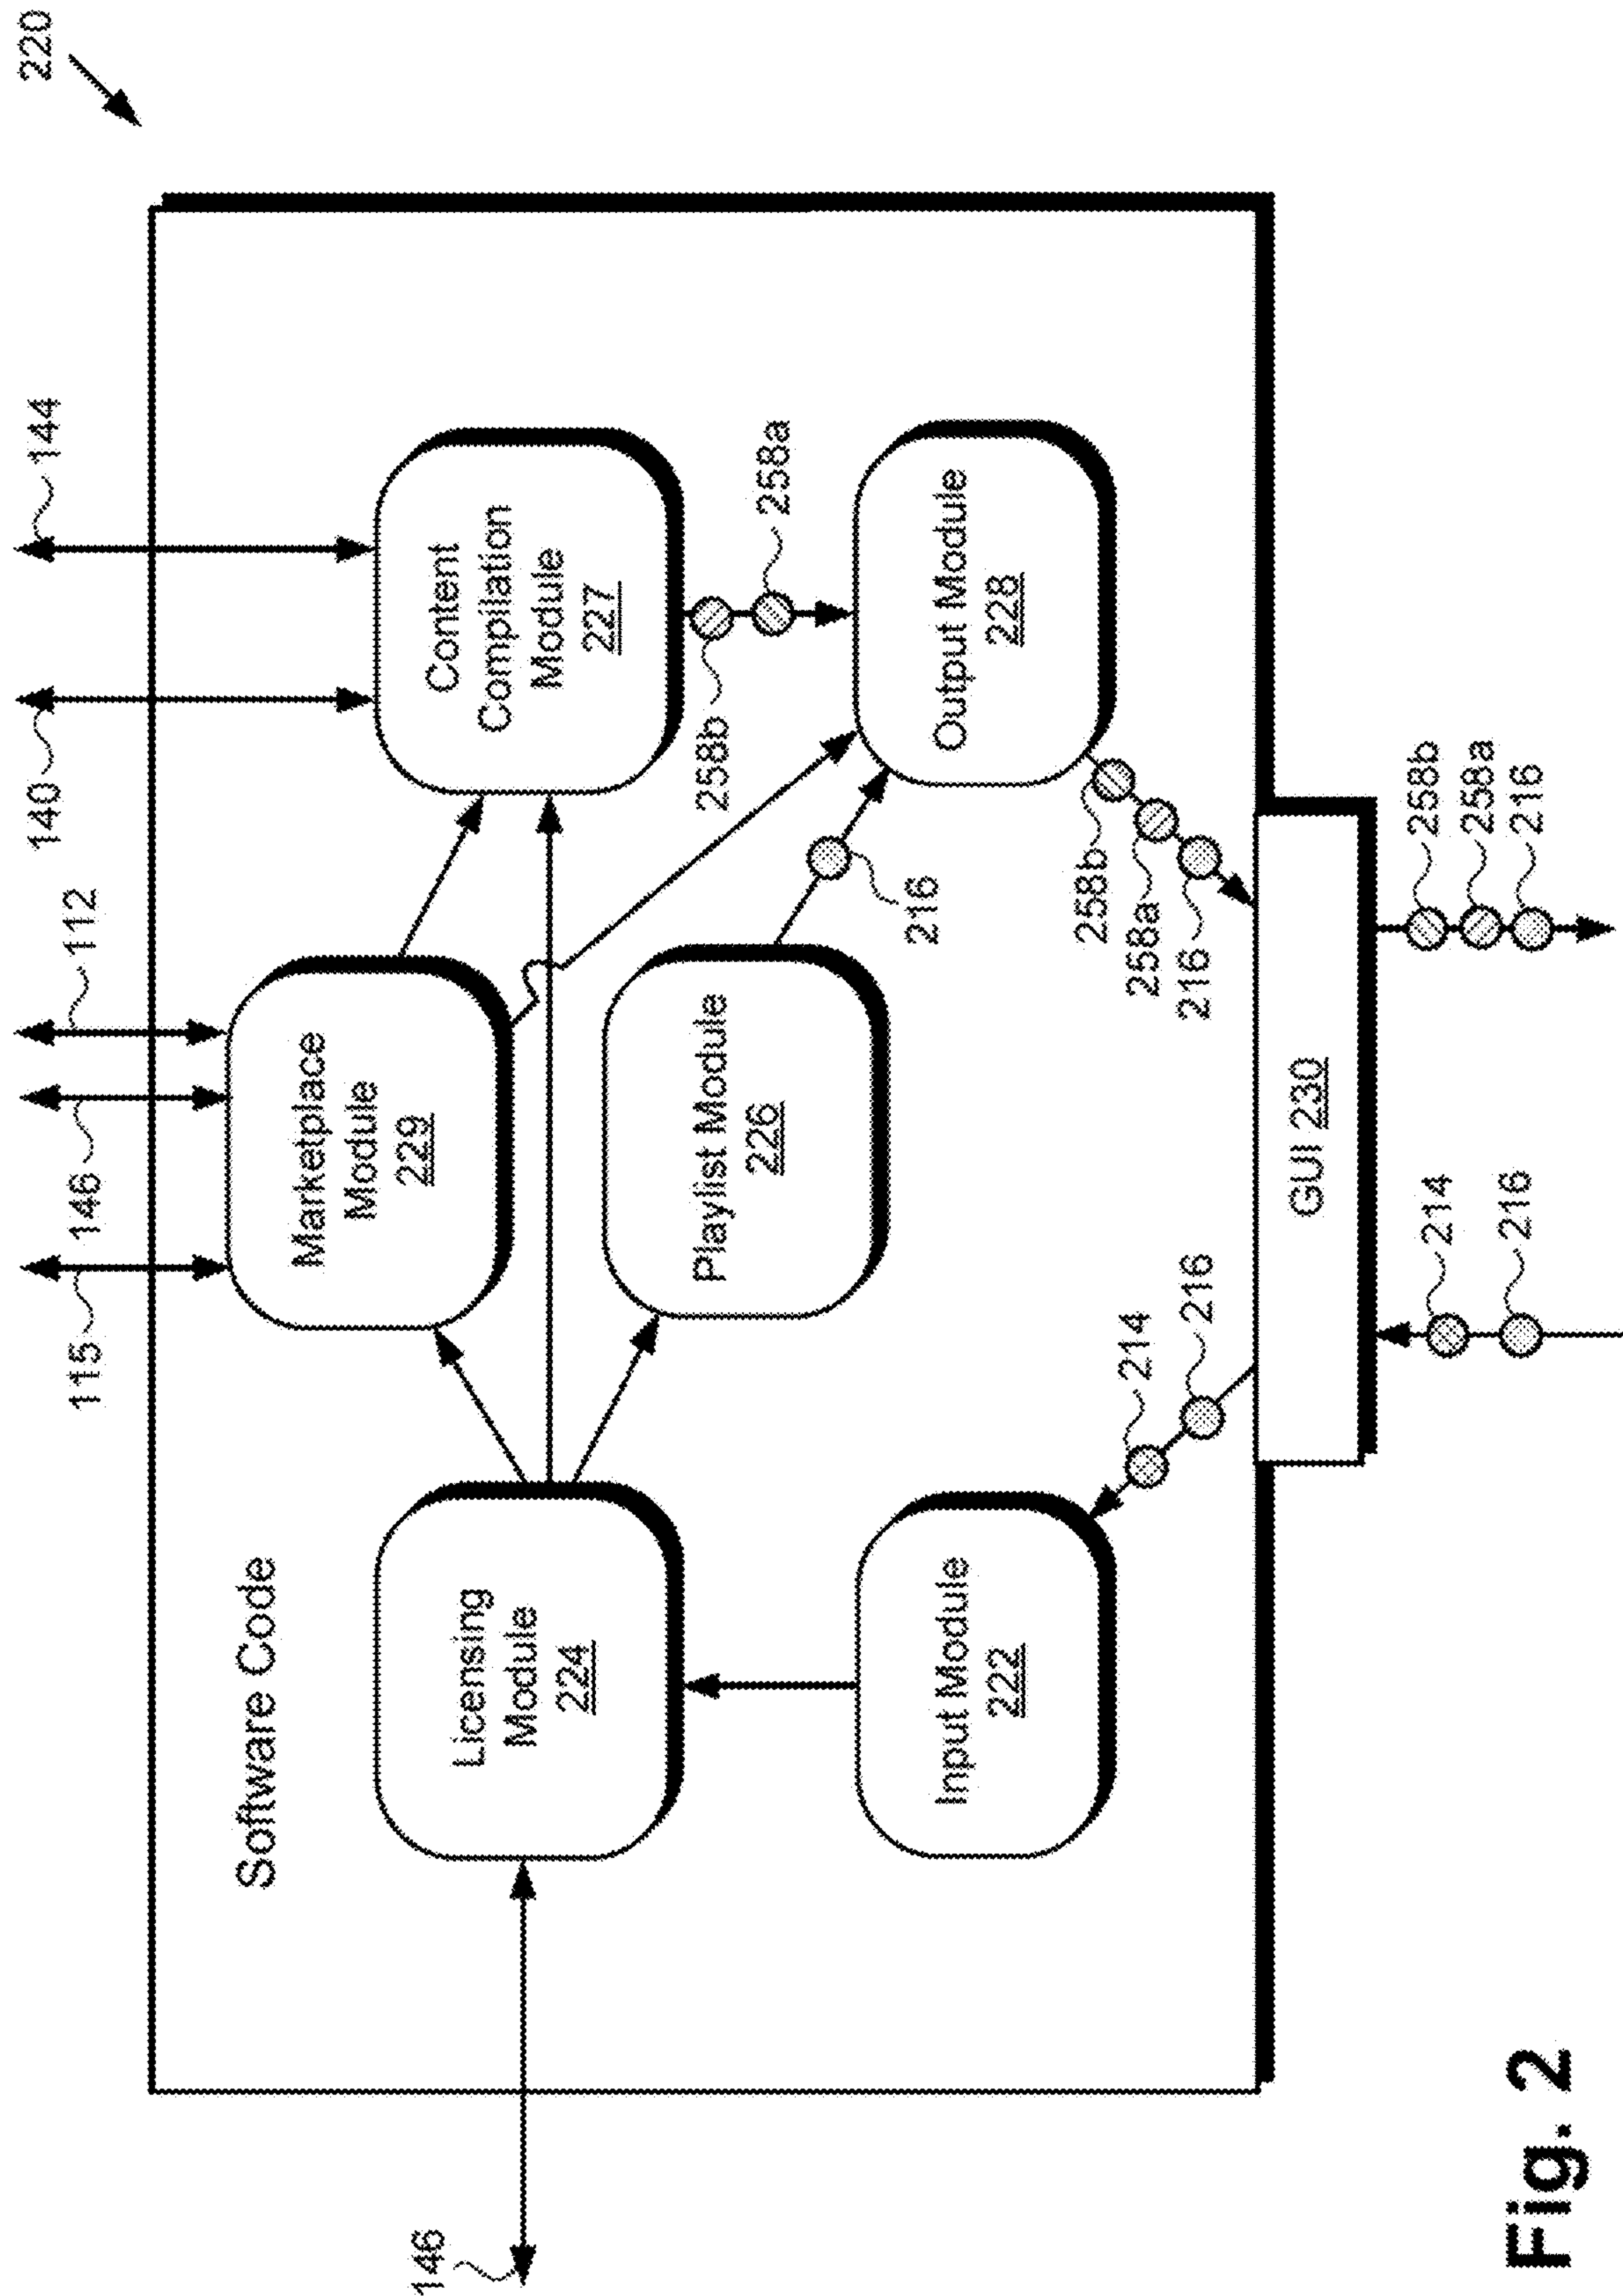 220
115
146
112
140
144
Software Code
Marketplace
Module
229
Content
Compilation
Module
227
Licensing
Module
224
146
Playlist Module
226
258b
258a
216
Input Module
222
Output Module
228
214
216
258b
258a
216
GUI 230
214
216
258b
258a
216
Fig. 2